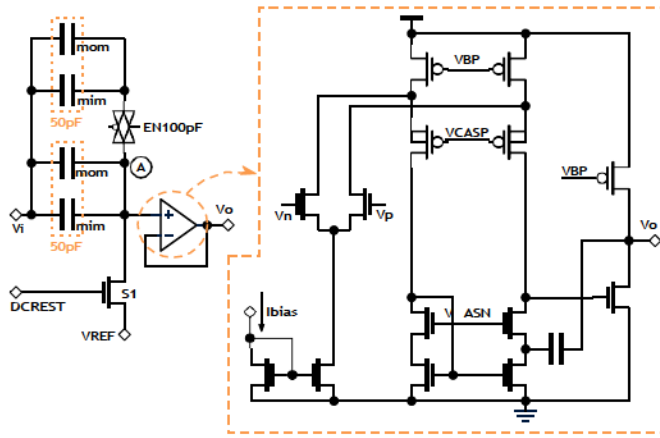 mom
mim
50pF
EN100pF
mom
A
Vi
mim
50pF
+
−
Vo
DCREST
S1
VREF
VBP
VCASP
VBP
Vn
Vp
Vo
Ibias
V ASN